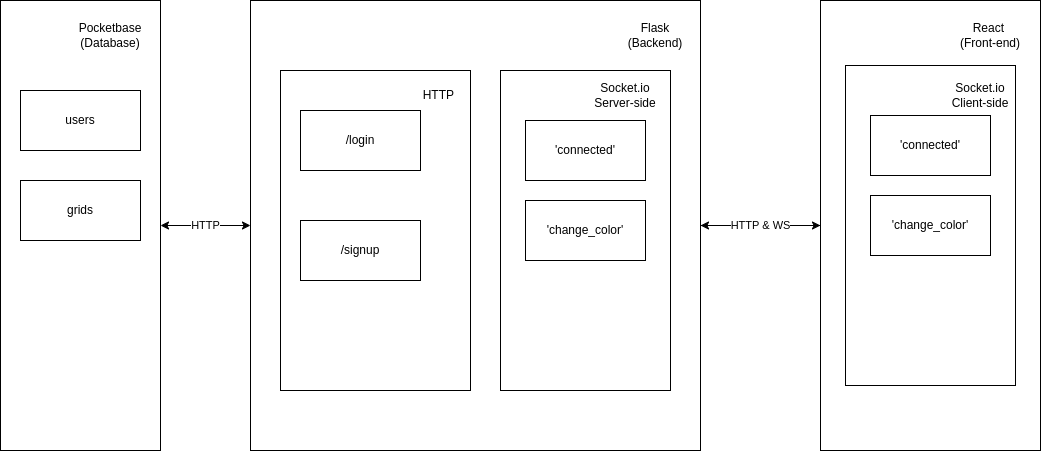 Pocketbase
(Database)
users
grids
HTTP
Flask
(Backend)
HTTP
/login
/signup
Socket.io
Server-side
'connected'
'change_color'
HTTP & WS
React
(Front-end)
Socket.io
Client-side
'connected'
'change_color'